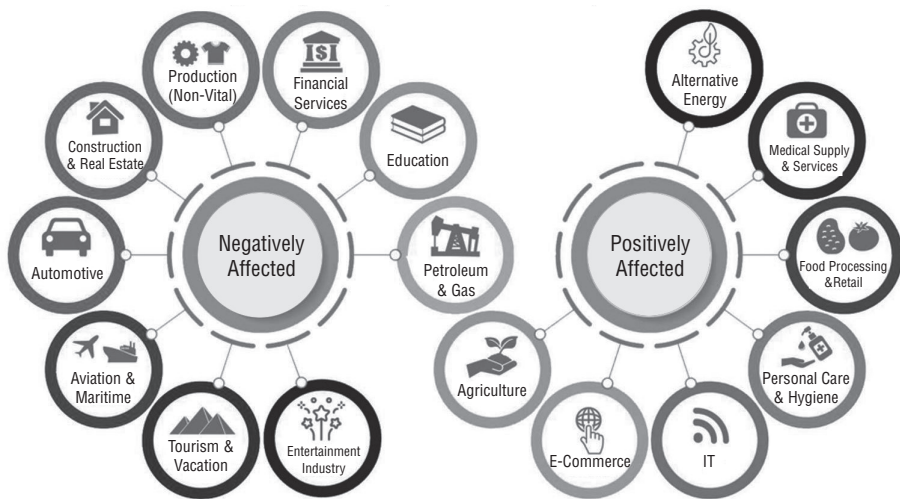 Negatively
Affected
Production
(Non-Vital)
Financial
Services
Education
Petroleum
& Gas
Entertainment
Industry
Tourism &
Vacation
Aviation &
Maritime
Automotive
Construction
& Real Estate
Positively
Affected
Alternative
Energy
Medical Supply
& Services
Food Processing
&Retail
Personal Care
& Hygiene
IT
E-Commerce
Agriculture